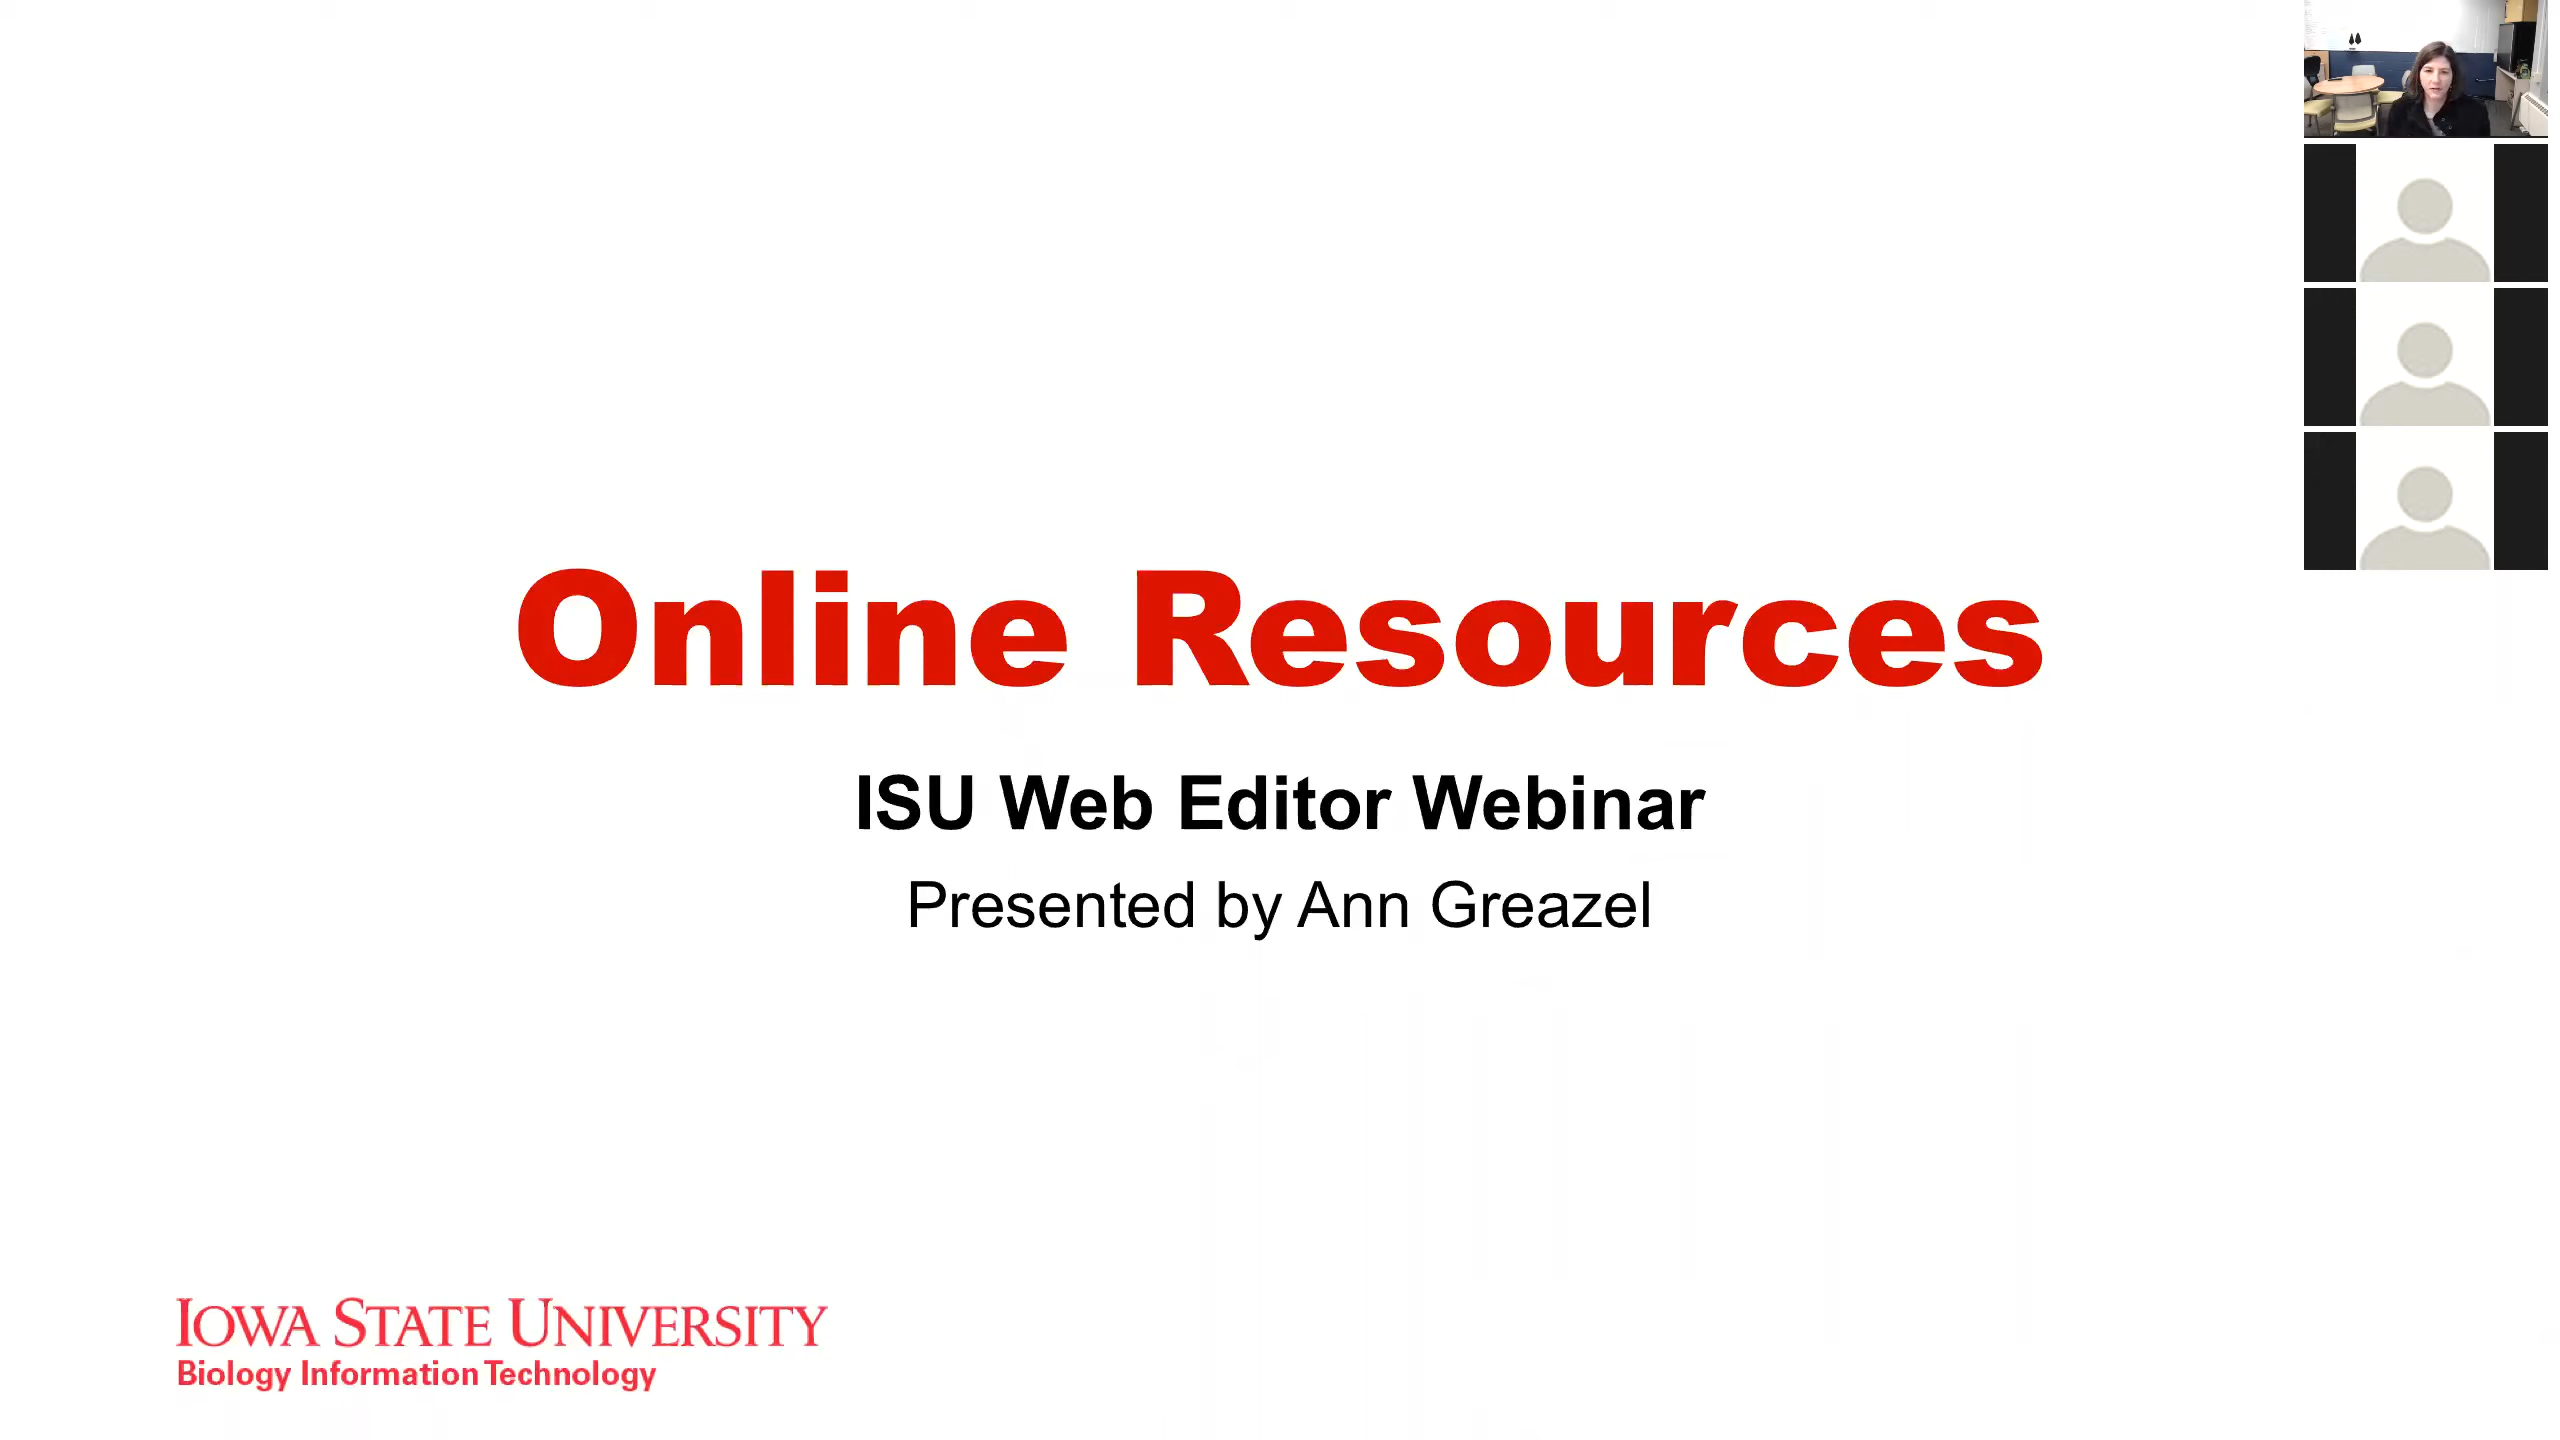 Online Resources
ISU Web Editor Webinar
Presented by Ann Greazel
IOWA STATE UNIVERSITY
Biology Information Technology